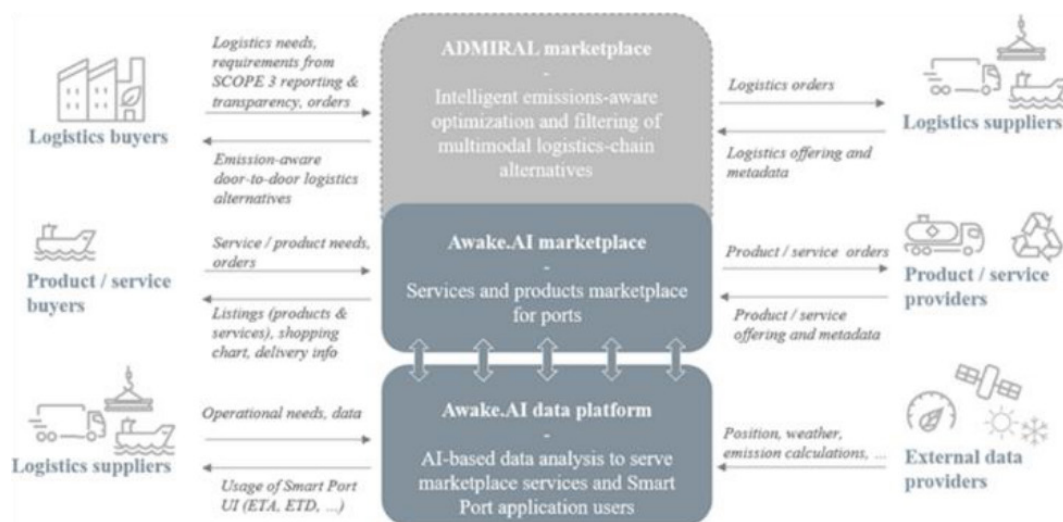 Logistics needs,
requirements from
SCOPE 3 reporting &
transparency, orders
Logistics buyers
Emission-aware
door-to-door logistics
alternatives
ADMIRAL marketplace
-
Intelligent emissions-aware
optimization and filtering of
multimodal logistics-chain
alternatives
Logistics orders
Logistics suppliers
Logistics offering and
metadata
Service / product needs,
orders
Product / service
buyers
Listings (products &
services), shopping
chart, delivery info
Awake.AI marketplace
-
Services and products marketplace
for ports
Product / service orders
Product / service
providers
Product / service
offering and metadata
Operational needs, data
Logistics suppliers
Usage of Smart Port
UI (ETA, ETD, ...)
Awake.AI data platform
-
AI-based data analysis to serve
marketplace services and Smart
Port application users
Position, weather,
emission calculations, ...
External data
providers